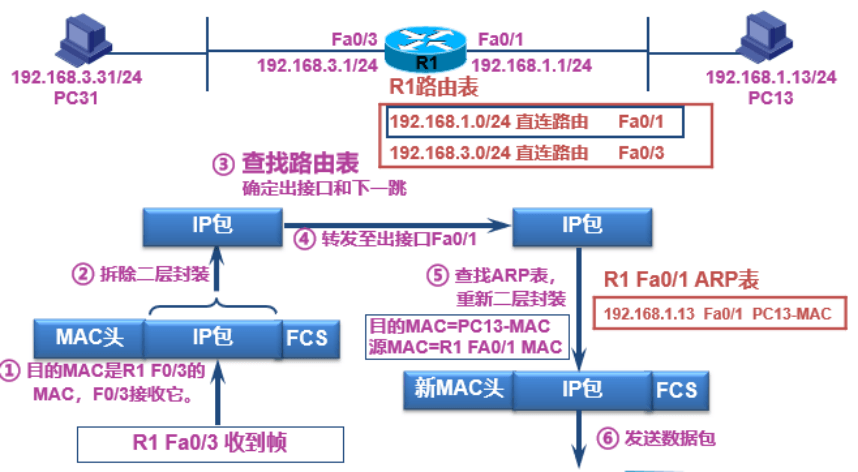 Fa0/3
Fa0/1
192.168.3.1/24
R1
192.168.1.1/24
192.168.3.31/24
PC31
192.168.1.13/24
PC13
R1路由表
192.168.1.0/24 直连路由 Fa0/1
192.168.3.0/24 直连路由 Fa0/3
③ 查找路由表
确定出接口和下一跳
IP包
④ 转发至出接口Fa0/1
IP包
② 拆除二层封装
⑤ 查找ARP表，
重新二层封装
R1 Fa0/1 ARP表
192.168.1.13 Fa0/1 PC13-MAC
目的MAC=PC13-MAC
源MAC=R1 FA0/1 MAC
MAC头 IP包 FCS
① 目的MAC是R1 F0/3的
MAC，F0/3接收它。
新MAC头 IP包 FCS
R1 Fa0/3 收到帧
⑥ 发送数据包